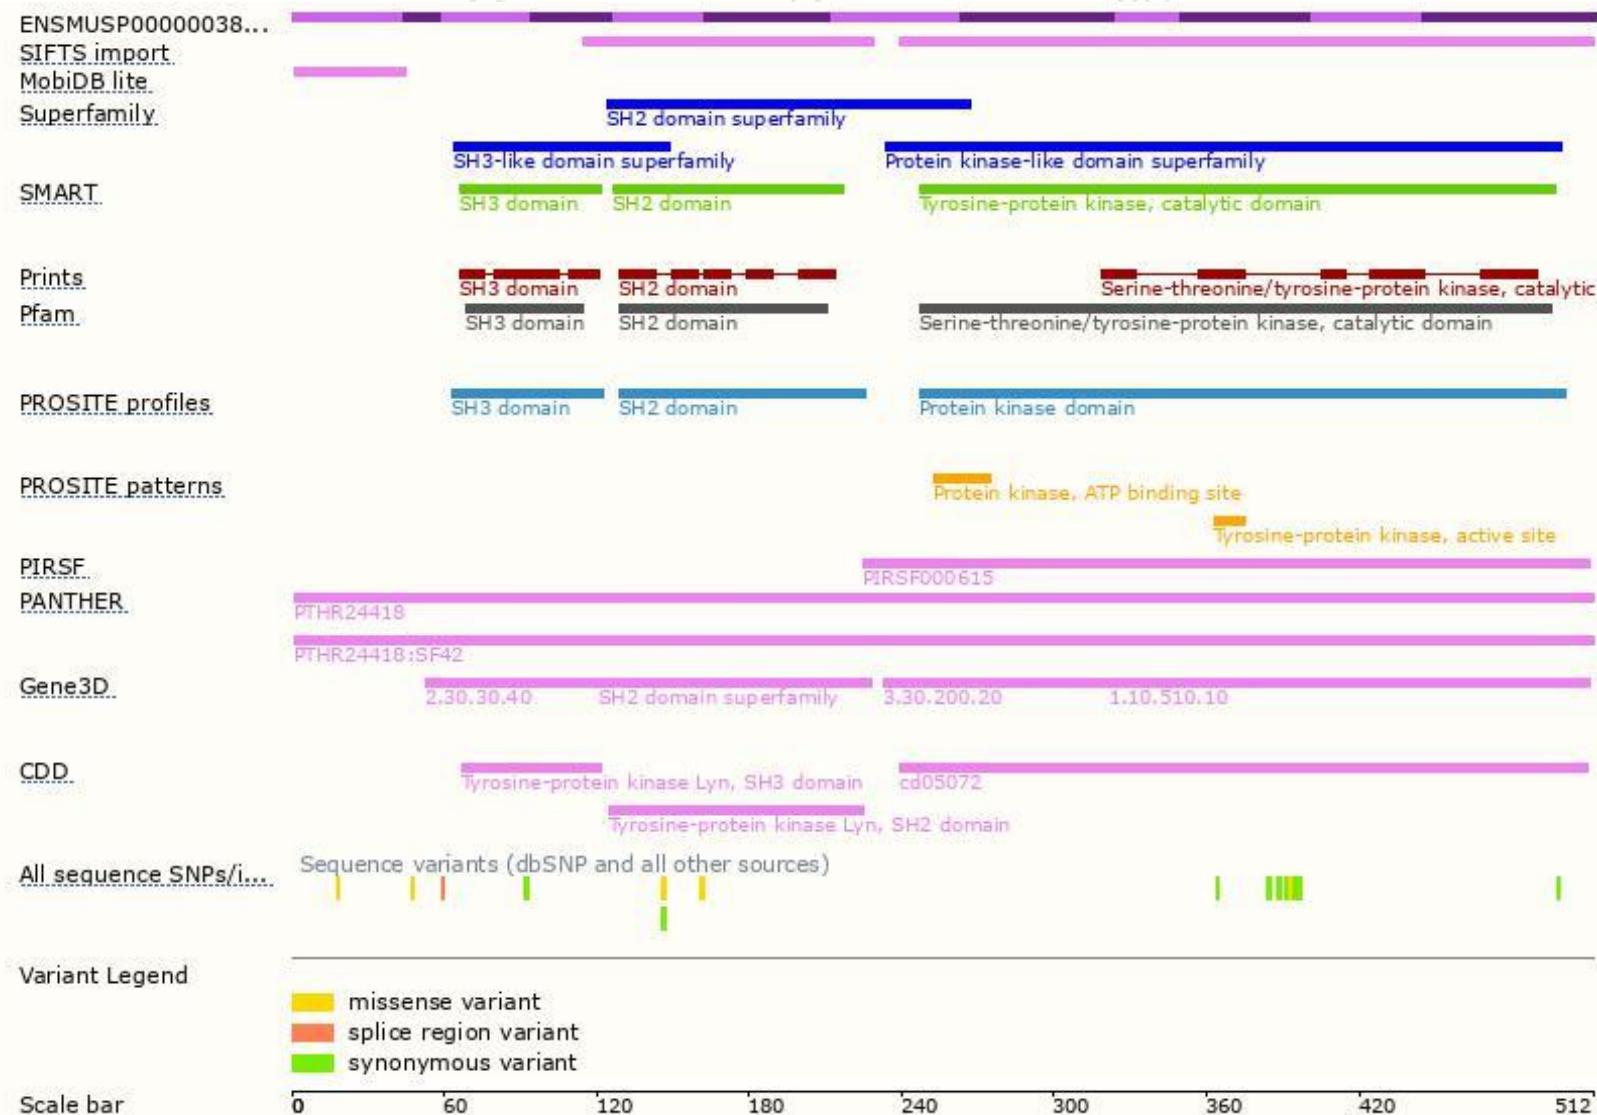 ENSMUSP00000038...
SIFTS import
MobiDB lite
Superfamily
SH2 domain superfamily
SH3-like domain superfamily Protein kinase-like domain superfamily
SMART
SH3 domain SH2 domain Tyrosine-protein kinase, catalytic domain
Prints
SH3 domain SH2 domain Serine-threonine/tyrosine-protein kinase, catalytic
Pfam
SH3 domain SH2 domain Serine-threonine/tyrosine-protein kinase, catalytic domain
PROSITE profiles
SH3 domain SH2 domain Protein kinase domain
PROSITE patterns
Protein kinase, ATP binding site
Tyrosine-protein kinase, active site
PIRSF
PIRSF000615
PANTHER
PTHR24418
PTHR24418:SF42
Gene3D
2.30.30.40 SH2 domain superfamily 3.30.200.20 1.10.510.10
CDD
Tyrosine-protein kinase Lyn, SH3 domain cd05072
Tyrosine-protein kinase Lyn, SH2 domain
All sequence SNPs/i... Sequence variants (dbSNP and all other sources)
Variant Legend
missense variant
splice region variant
synonymous variant
Scale bar 0 60 120 180 240 300 360 420 512